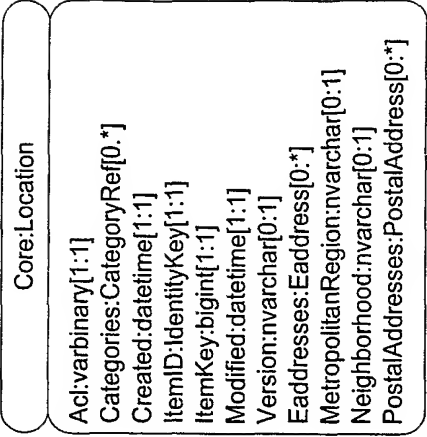 Core:Location
Acl:varbinary[1:1]
Categories:CategoryRef[0.*]
Created:datetime[1:1]
ItemID:IdentityKey[1:1]
ItemKey:bigint[1:1]
Modified:datetime[1:1]
Version:nvarchar[0:1]
Eaddresses:Eaddress[0:*]
MetropolitanRegion:nvarchar[0:1]
Neighborhood:nvarchar[0:1]
PostalAddresses:PostalAddress[0:*]